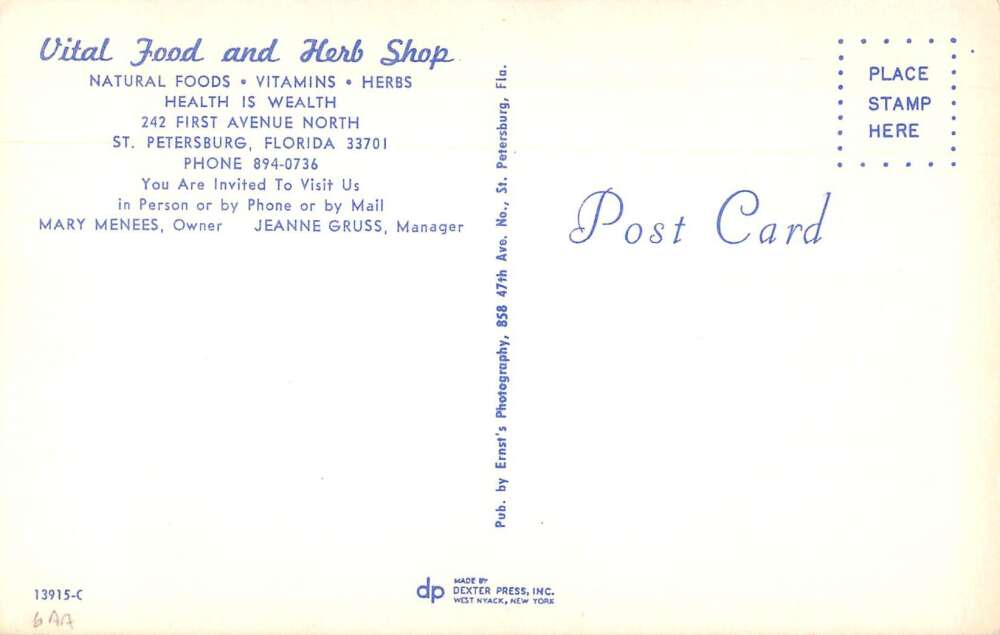 Vital Food and Herb Shop
NATURAL FOODS • VITAMINS • HERBS
HEALTH IS WEALTH
242 FIRST AVENUE NORTH
ST. PETERSBURG, FLORIDA 33701
PHONE 894-0736
You Are Invited To Visit Us
in Person or by Phone or by Mail
MARY MENEES, Owner JEANNE GRUSS, Manager
Pub. by Ernst's Photography, 858 47th Ave. No., St. Petersburg, Fla.
PLACE
STAMP
HERE
Post Card
13915-C
6AA
dp
MADE BY
DEXTER PRESS, INC.
WEST NYACK, NEW YORK